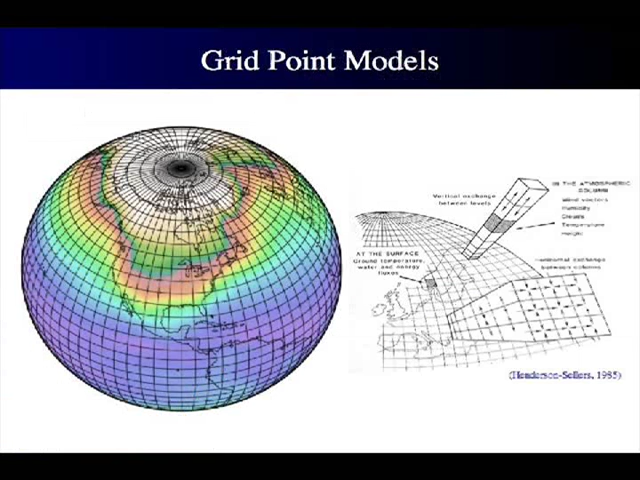 Grid Point Models
Vertical exchange
between levels
IN THE ATMOSPHERIC
COLUMN
Wind vectors
Humidity
Clouds
Temperature
Height
AT THE SURFACE
Ground temperature,
water and energy
fluxes
Horizontal exchange
between columns
(Henderson-Sellers, 1985)